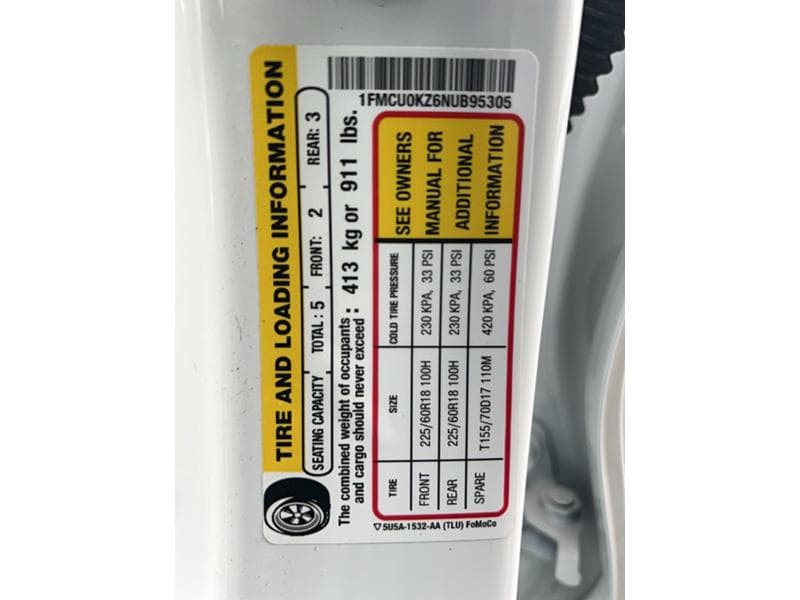 TIRE AND LOADING INFORMATION
SEATING CAPACITY TOTAL: 5 FRONT: 2 REAR: 3
1FMCU0KZ6NUB95305
The combined weight of occupants
and cargo should never exceed : 413 kg or 911 lbs.
TIRE SIZE COLD TIRE PRESSURE
FRONT 225/60R18 100H 230 KPA, 33 PSI
REAR 225/60R18 100H 230 KPA, 33 PSI
SPARE T155/70D17 110M 420 KPA, 60 PSI
SEE OWNERS
MANUAL FOR
ADDITIONAL
INFORMATION
5U5A-1532-AA (TLU) FoMoCo